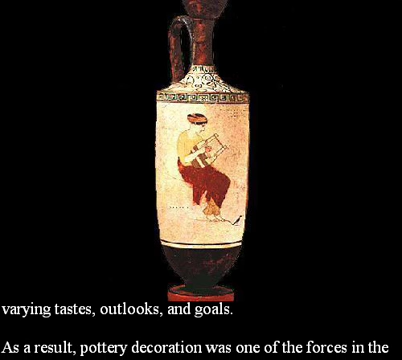 varying tastes, outlooks, and goals.
As a result, pottery decoration was one of the forces in the